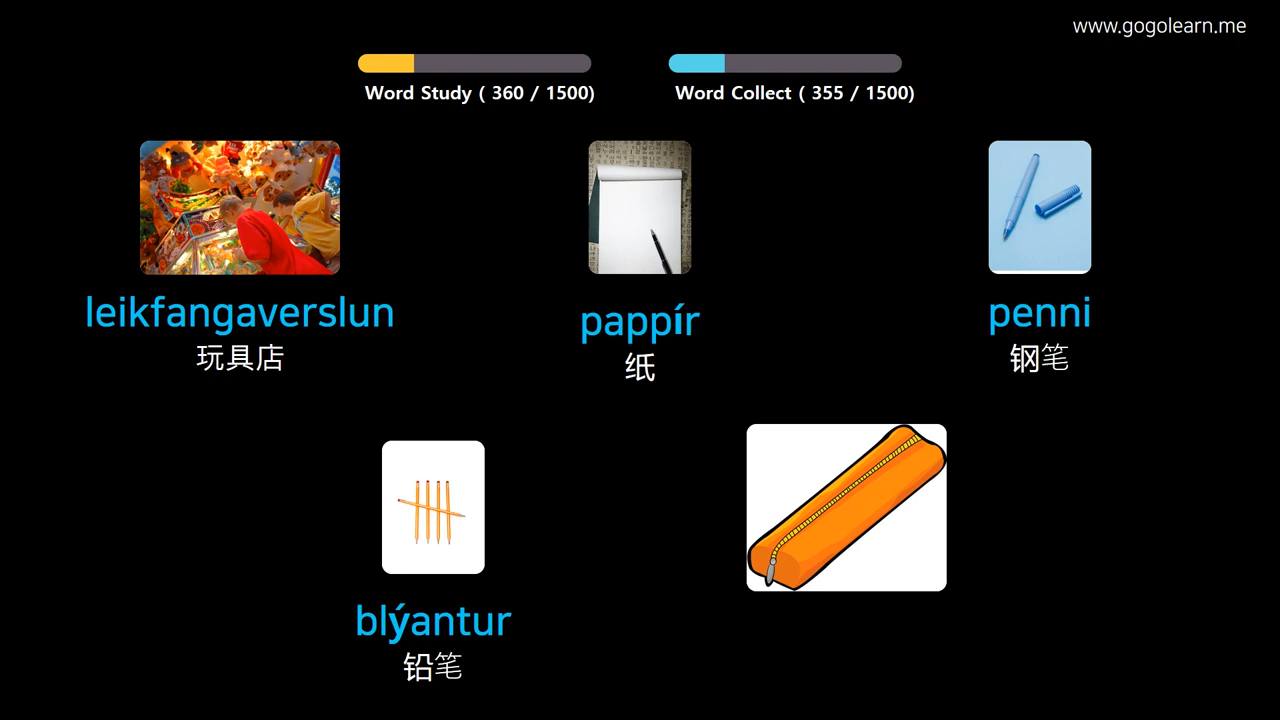 www.gogolearn.me
Word Study ( 360 / 1500)
Word Collect ( 355 / 1500)
leikfangaverslun
玩具店
pappír
纸
penni
钢笔
blýantur
铅笔